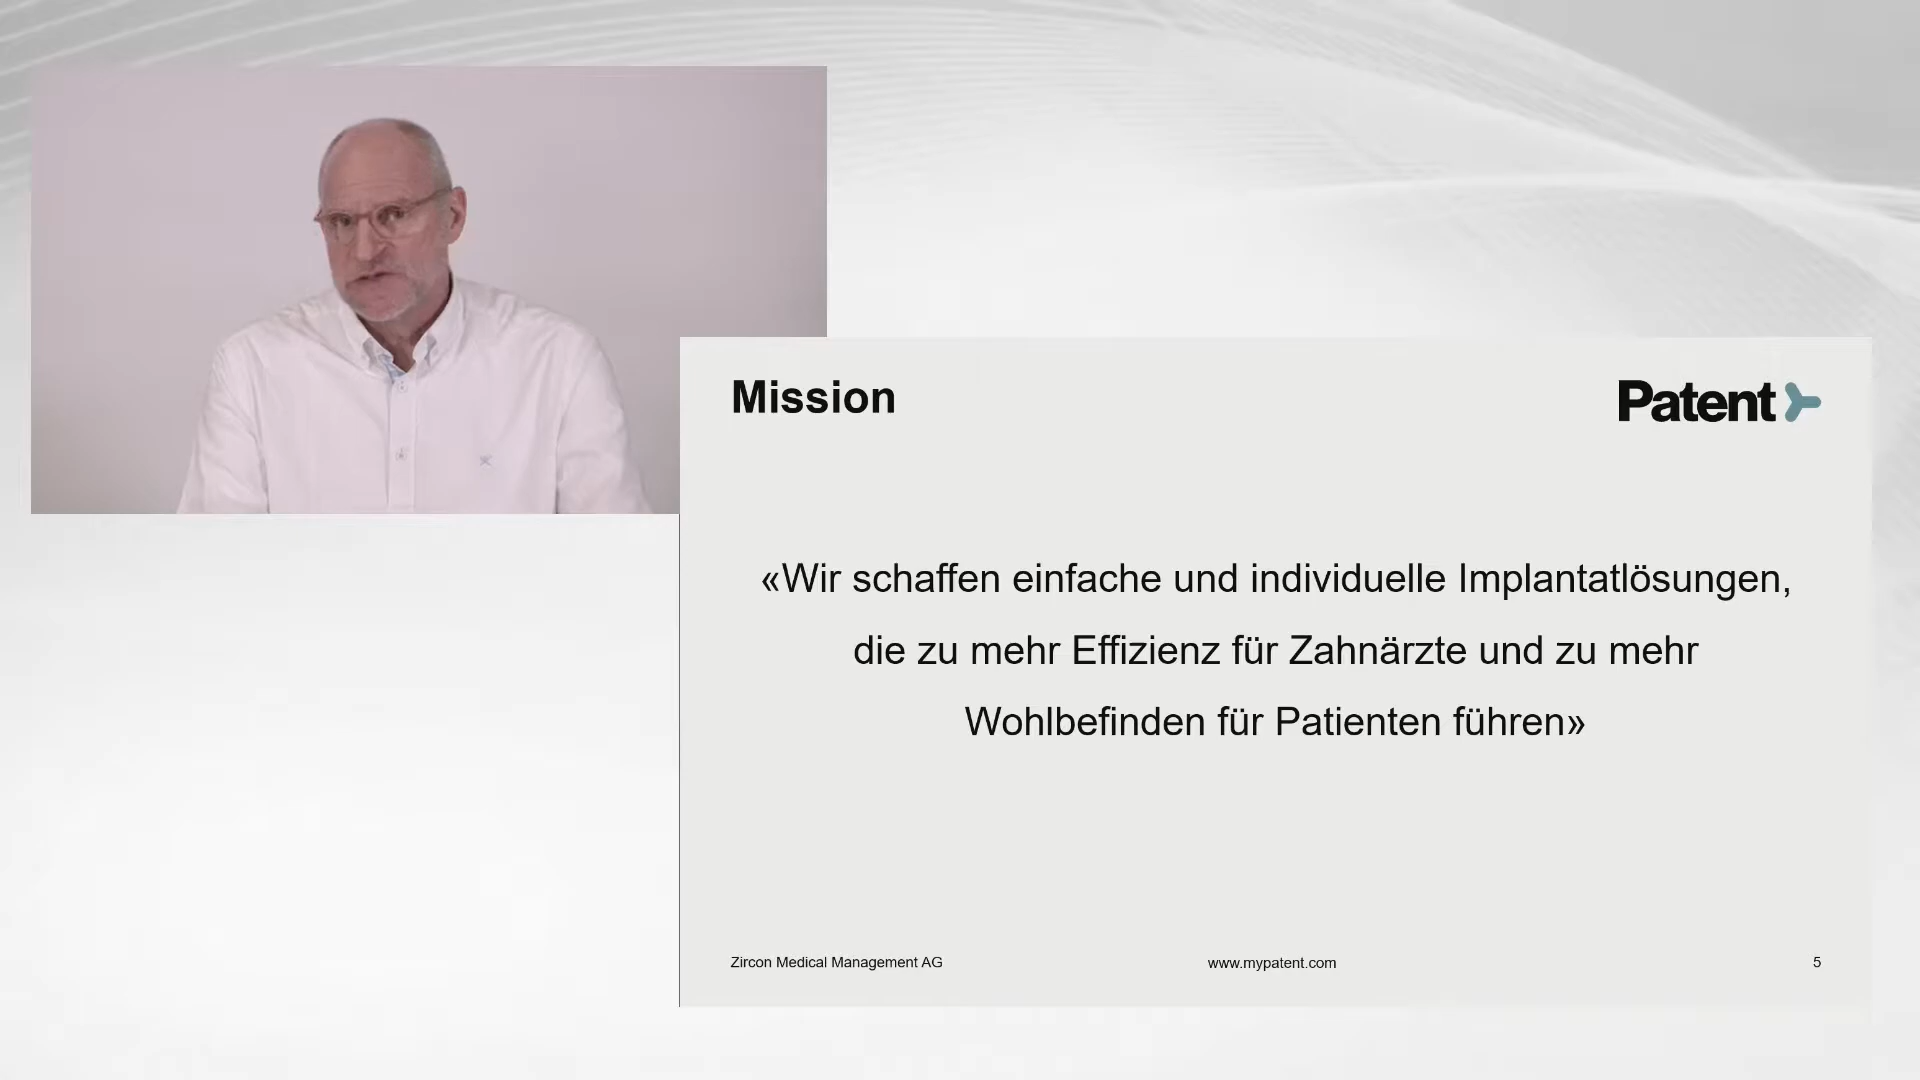 Mission
Patent
«Wir schaffen einfache und individuelle Implantatlösungen,
die zu mehr Effizienz für Zahnärzte und zu mehr
Wohlbefinden für Patienten führen»
Zircon Medical Management AG
www.mypatent.com
5